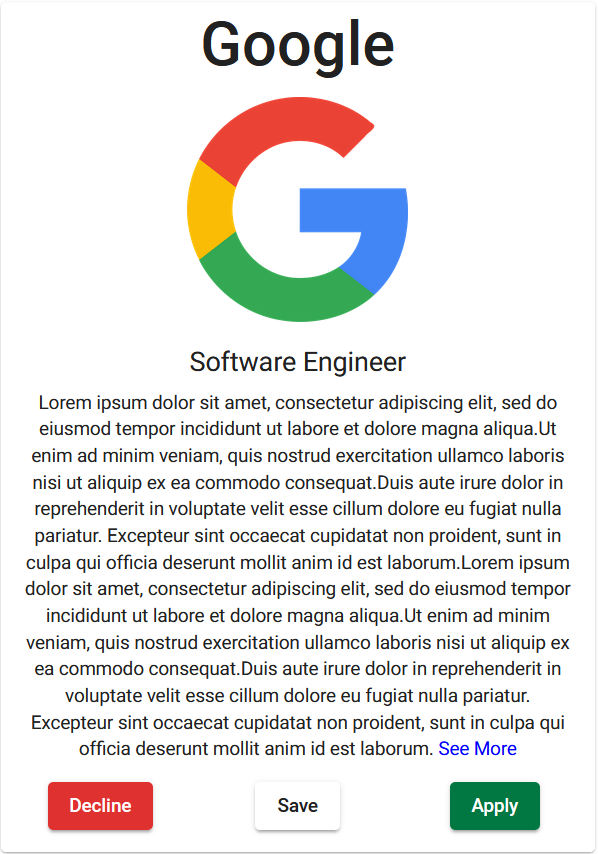 Google
Software Engineer
Lorem ipsum dolor sit amet, consectetur adipiscing elit, sed do
eiusmod tempor incididunt ut labore et dolore magna aliqua.Ut
enim ad minim veniam, quis nostrud exercitation ullamco laboris
nisi ut aliquip ex ea commodo consequat.Duis aute irure dolor in
reprehenderit in voluptate velit esse cillum dolore eu fugiat nulla
pariatur. Excepteur sint occaecat cupidatat non proident, sunt in
culpa qui officia deserunt mollit anim id est laborum.Lorem ipsum
dolor sit amet, consectetur adipiscing elit, sed do eiusmod tempor
incididunt ut labore et dolore magna aliqua.Ut enim ad minim
veniam, quis nostrud exercitation ullamco laboris nisi ut aliquip ex
ea commodo consequat.Duis aute irure dolor in reprehenderit in
voluptate velit esse cillum dolore eu fugiat nulla pariatur.
Excepteur sint occaecat cupidatat non proident, sunt in culpa qui
officia deserunt mollit anim id est laborum. See More
Decline Save Apply